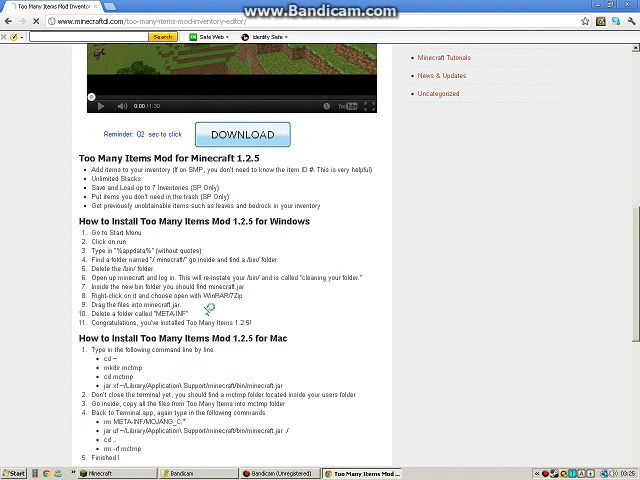 www.Bandicam.com
Too Many Items Mod Inventor
www.minecraftdl.com/too-many-items-mod-inventory-editor/
Search
Safe Web
Identity Safe
Minecraft Tutorials
News & Updates
Uncategorized
0:00 / 1:30
You Tube
Reminder: 02 sec to click
DOWNLOAD
Too Many Items Mod for Minecraft 1.2.5
Add items to your inventory (If on SMP, you don't need to know the item ID #. This is very helpful)
Unlimited Stacks
Save and Load up to 7 Inventories (SP Only)
Put items you don't need in the trash (SP Only)
Get previously unobtainable items such as leaves and bedrock in your inventory
How to Install Too Many Items Mod 1.2.5 for Windows
1. Go to Start Menu
2. Click on run
3. Type in "%appdata%" (without quotes)
4. Find a folder named "/.minecraft/" go inside and find a /bin/ folder.
5. Delete the /bin/ folder.
6. Open up minecraft and log in. This will re-instate your /bin/ and is called "cleaning your folder."
7. Inside the new bin folder you should find minecraft.jar
8. Right-click on it and choose open with WinRAR/7Zip
9. Drag the files into minecraft.jar.
10. Delete a folder called "META-INF"
11. Congratulations, you've installed Too Many Items 1.2.5!
How to Install Too Many Items Mod 1.2.5 for Mac
1. Type in the following command line by line
cd ~
mkdir mctmp
cd mctmp
jar xf ~/Library/Application\ Support/minecraft/bin/minecraft.jar
2. Don't close the terminal yet, you should find a mctmp folder located inside your users folder
3. Go inside, copy all the files from Too Many Items into mctmp folder
4. Back to Terminal.app, again type in the following commands
rm META-INF/MOJANG_C.*
jar uf ~/Library/Application\ Support/minecraft/bin/minecraft.jar ./
cd ..
rm -rf mctmp
5. Finished !
Start
Minecraft
Bandicam
Bandicam (Unregistered)
Too Many Items Mod ...
03:25